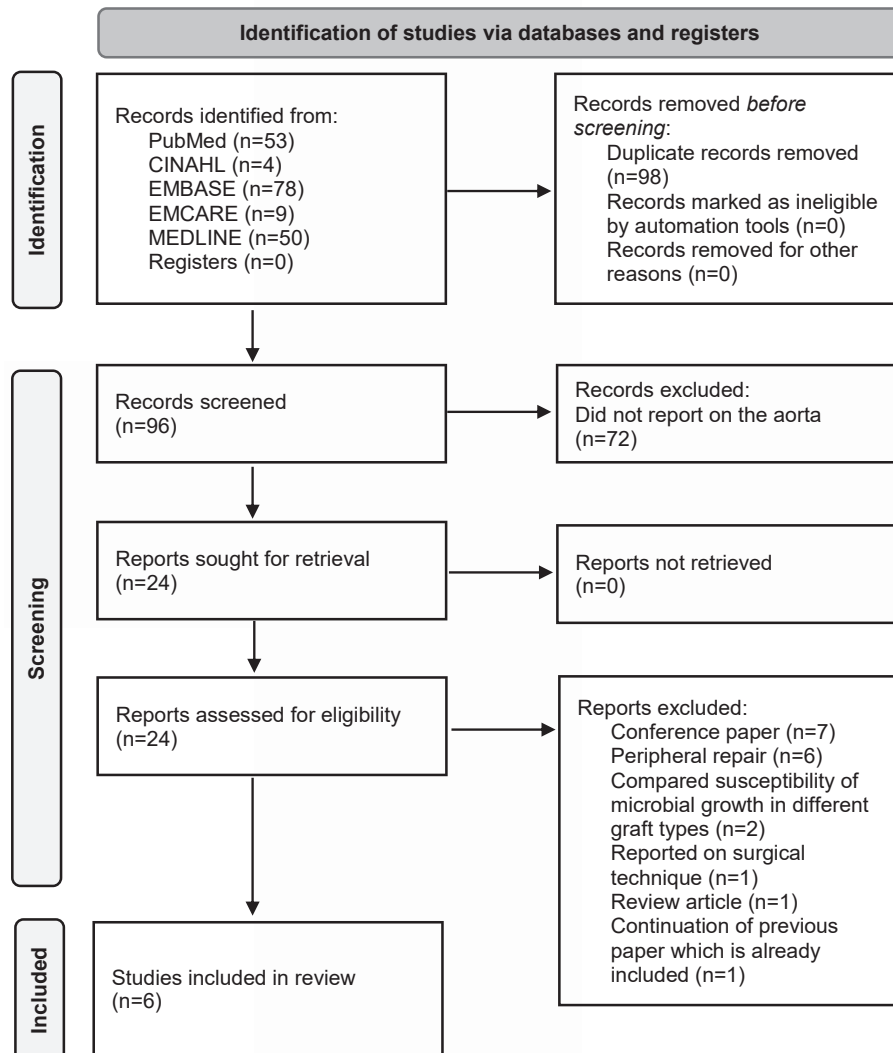 Identification of studies via databases and registers
Identification
Records identified from:
PubMed (n=53)
CINAHL (n=4)
EMBASE (n=78)
EMCARE (n=9)
MEDLINE (n=50)
Registers (n=0)
Records removed before
screening:
Duplicate records removed
(n=98)
Records marked as ineligible
by automation tools (n=0)
Records removed for other
reasons (n=0)
Screening
Records screened
(n=96)
Records excluded:
Did not report on the aorta
(n=72)
Reports sought for retrieval
(n=24)
Reports not retrieved
(n=0)
Reports assessed for eligibility
(n=24)
Reports excluded:
Conference paper (n=7)
Peripheral repair (n=6)
Compared susceptibility of
microbial growth in different
graft types (n=2)
Reported on surgical
technique (n=1)
Review article (n=1)
Continuation of previous
paper which is already
included (n=1)
Included
Studies included in review
(n=6)